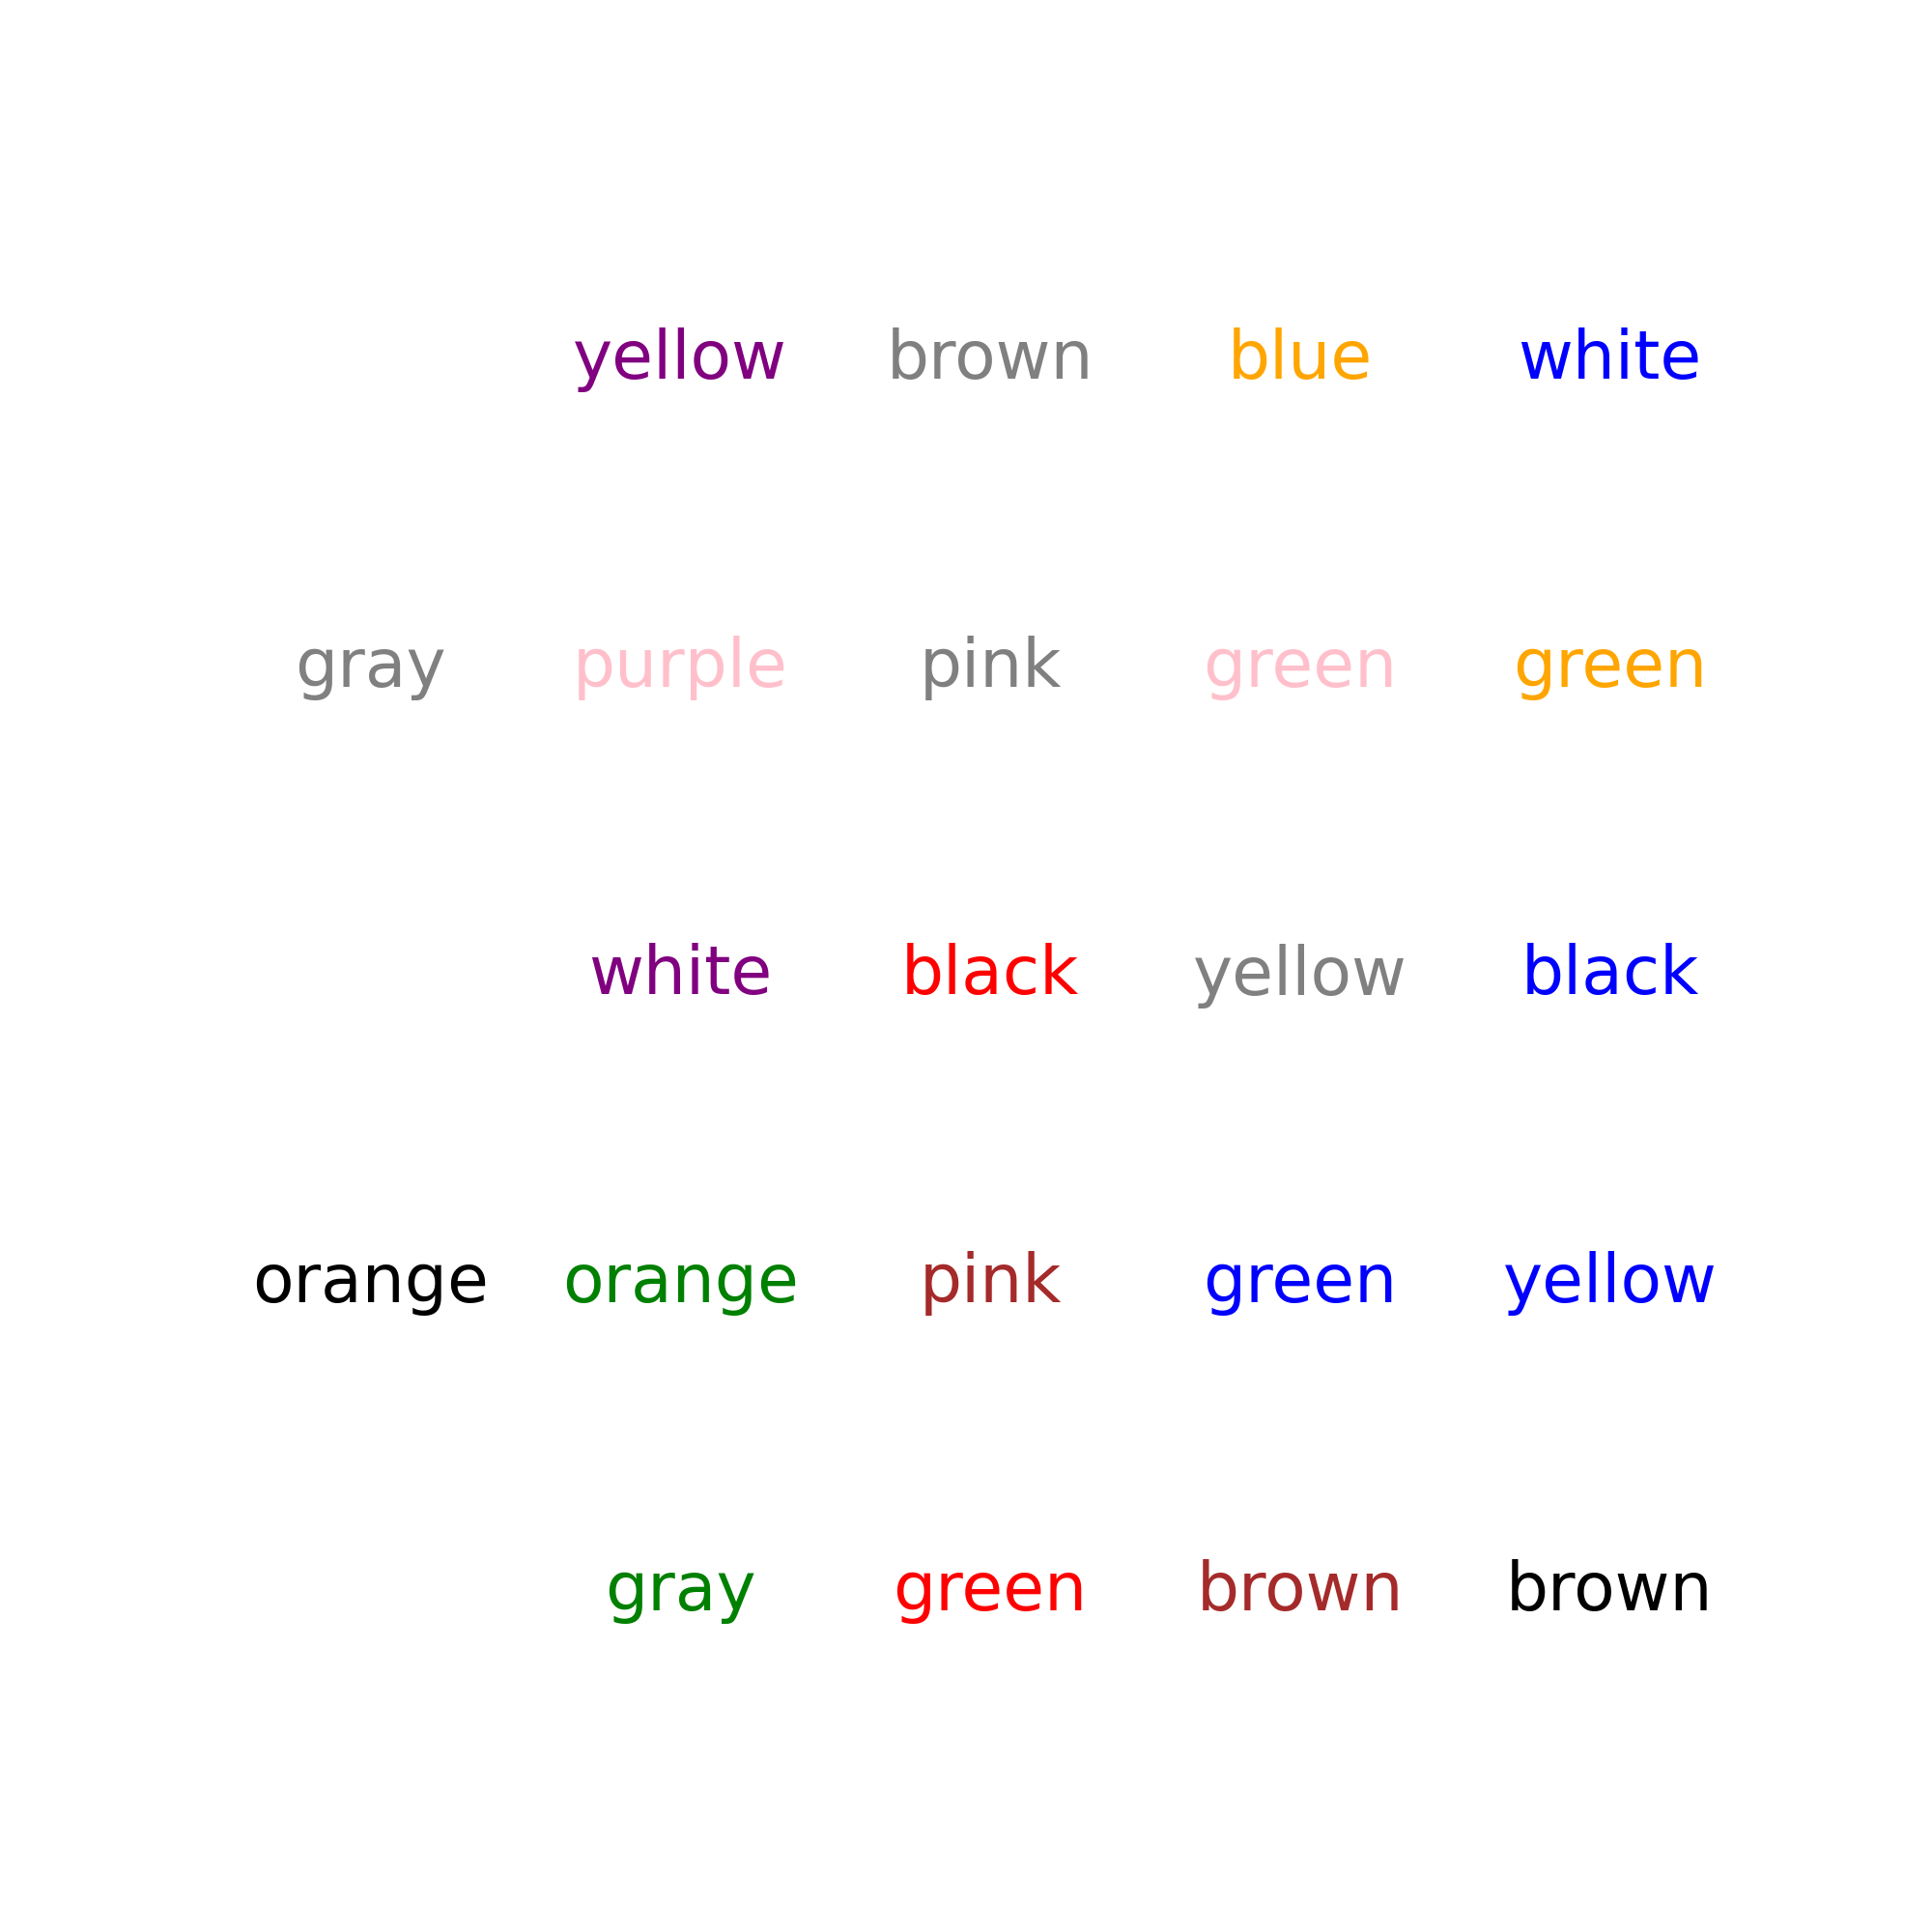 yellow brown blue white
gray purple pink green green
white black yellow black
orange orange pink green yellow
gray green brown brown